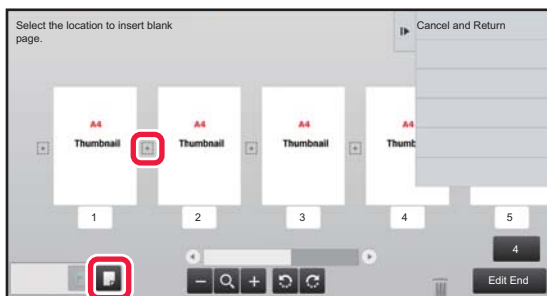 Select the location to insert blank
page.
Cancel and Return
A4
Thumbnail
A4
Thumbnail
A4
Thumbnail
A4
Thumb
1
2
3
4
5
4
Edit End